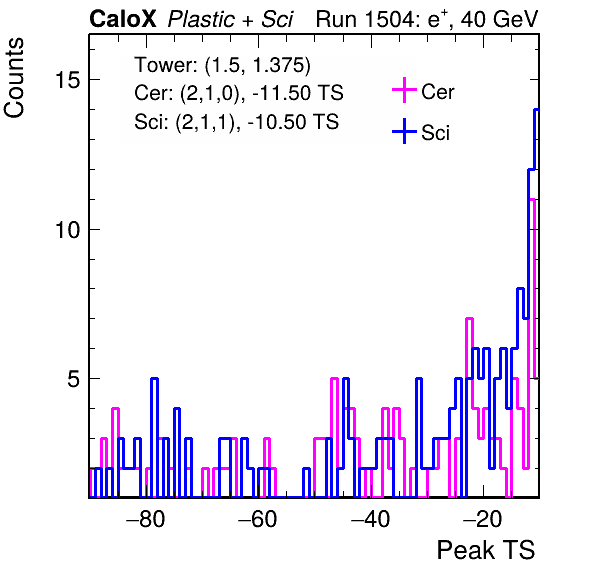 CaloX Plastic + Sci Run 1504: e+, 40 GeV
Tower: (1.5, 1.375)
Cer: (2,1,0), -11.50 TS
Sci: (2,1,1), -10.50 TS
Cer
Sci
Counts
15
10
5
−80 −60 −40 −20
Peak TS